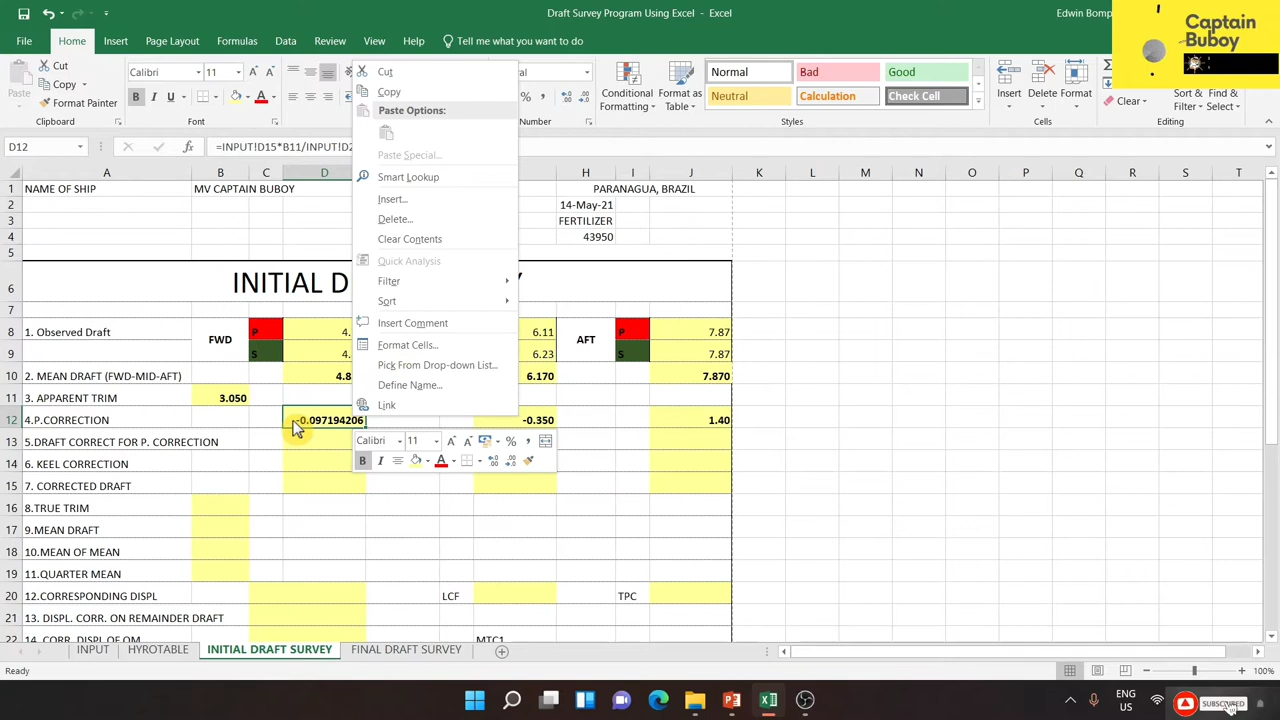 Draft Survey Program Using Excel - Excel
Edwin Bomp
Captain
Buboy
File Home Insert Page Layout Formulas Data Review View Help Tell me what you want to do
Paste
Cut
Copy
Format Painter
Clipboard
Calibri 11
B I U A
Font
Cut
Copy
Paste Options:
Paste Special...
Smart Lookup
Insert...
Delete...
Clear Contents
Quick Analysis
Filter
Sort
Insert Comment
Format Cells...
Pick From Drop-down List...
Define Name...
Link
Calibri 11
B I A
%
Conditional
Formatting
Format as
Table
Normal Bad Good
Neutral Calculation Check Cell
Styles
Insert Delete Format
Cells
Clear
Sort &
Filter
Find &
Select
Editing
D12 fx =INPUT!D15*B11/INPUT!D2
A B C D H I J K L M N O P Q R S T
1 NAME OF SHIP MV CAPTAIN BUBOY PARANAGUA, BRAZIL
2 14-May-21
3 FERTILIZER
4 43950
5
6 INITIAL D Y
7
8 1. Observed Draft FWD P 4. 6.11 AFT P 7.87
9 S 4. 6.23 S 7.87
10 2. MEAN DRAFT (FWD-MID-AFT) 4.8 6.170 7.870
11 3. APPARENT TRIM 3.050
12 4.P.CORRECTION -0.097194206 -0.350 1.40
13 5.DRAFT CORRECT FOR P. CORRECTION
14 6. KEEL CORRECTION
15 7. CORRECTED DRAFT
16 8.TRUE TRIM
17 9.MEAN DRAFT
18 10.MEAN OF MEAN
19 11.QUARTER MEAN
20 12.CORRESPONDING DISPL LCF TPC
21 13. DISPL. CORR. ON REMAINDER DRAFT
22 14. CORR. DISPL OF QM MTC1
INPUT HYROTABLE INITIAL DRAFT SURVEY FINAL DRAFT SURVEY
Ready 100%
ENG
US
SUBSCRIBED